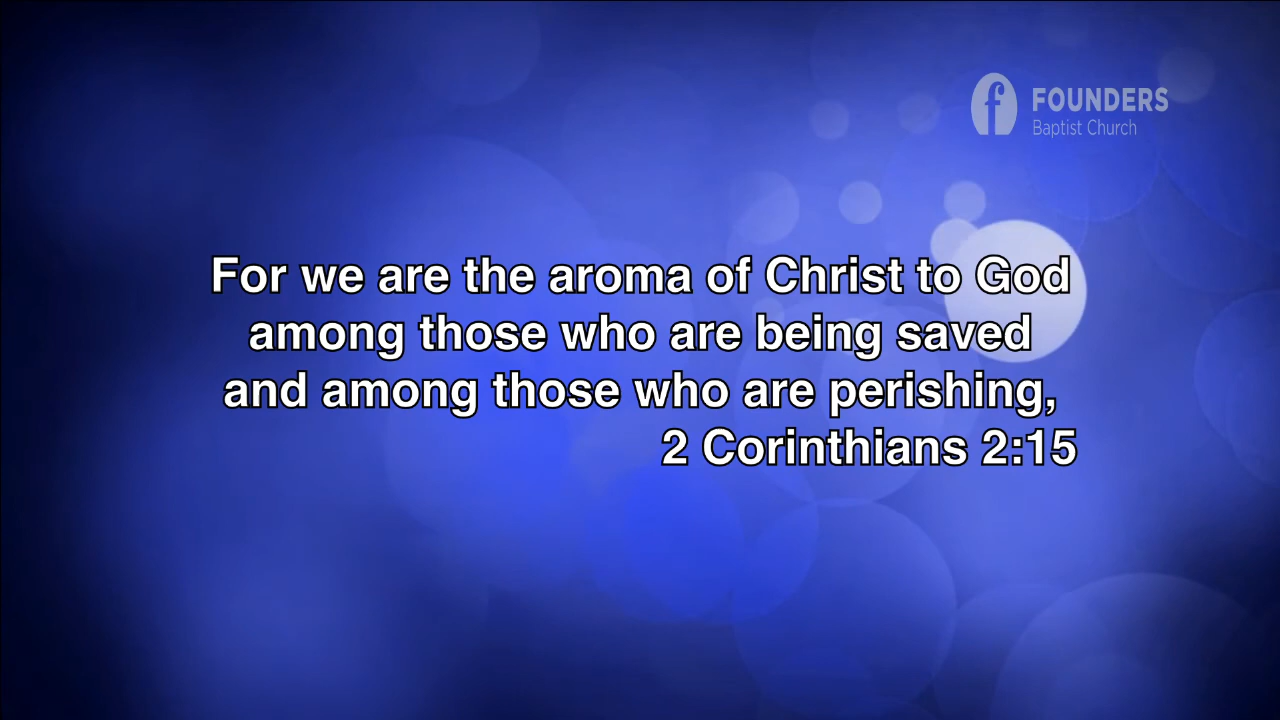 FOUNDERS
Baptist Church
For we are the aroma of Christ to God
among those who are being saved
and among those who are perishing,
2 Corinthians 2:15